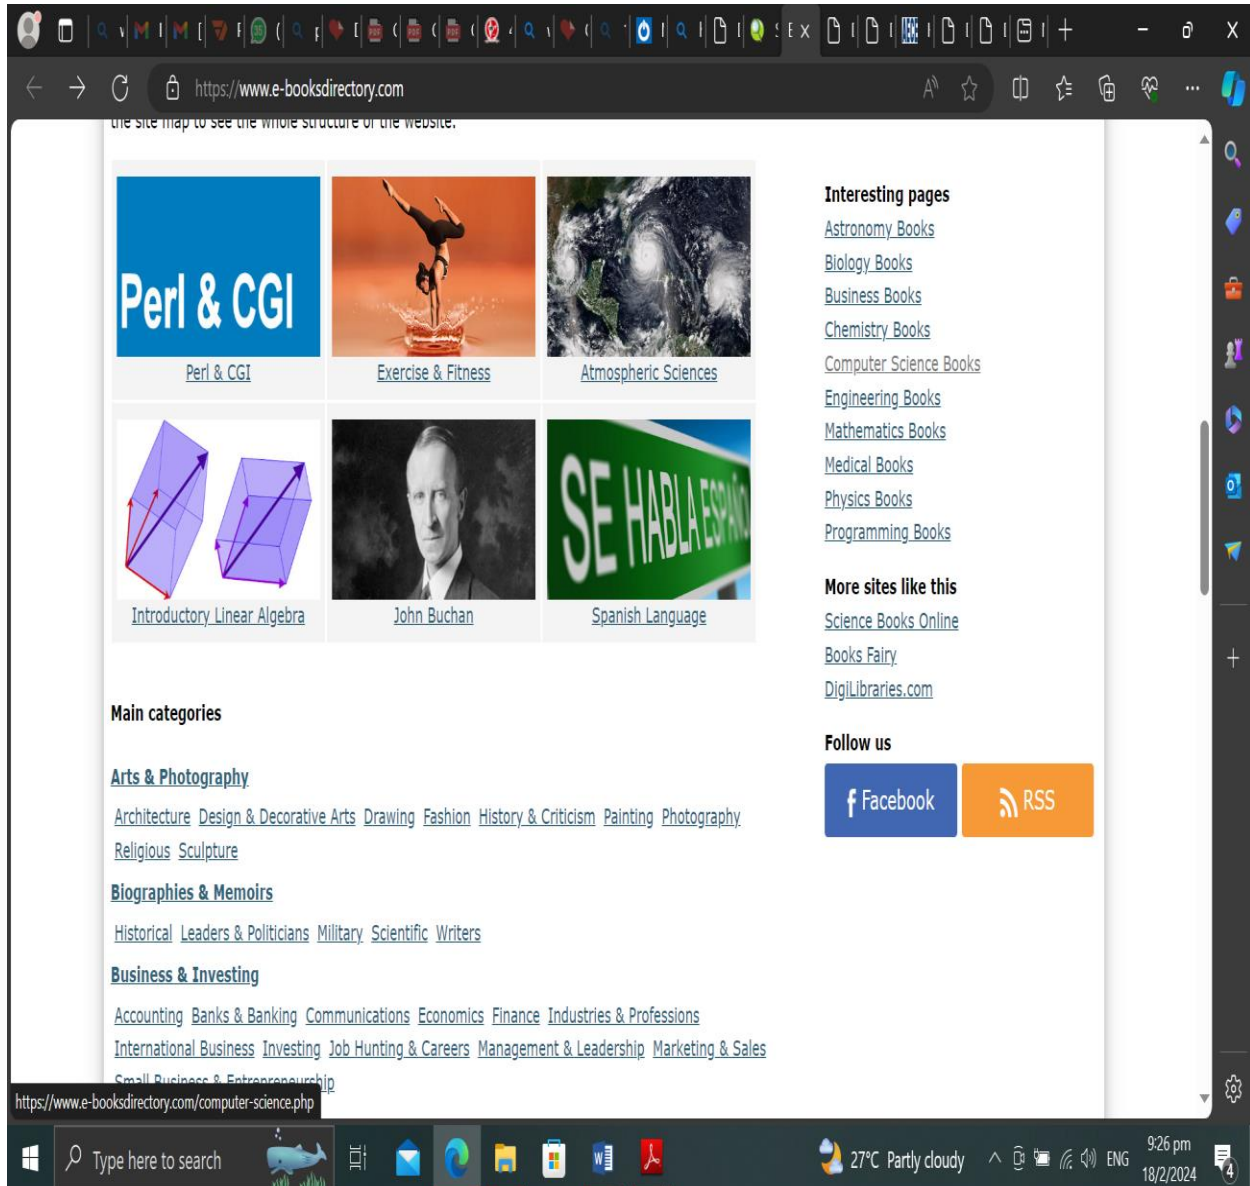 https://www.e-booksdirectory.com
the site map to see the whole structure of the website.
Perl & CGI
Perl & CGI
Exercise & Fitness
Atmospheric Sciences
SE HABLA ESPAÑOL
Introductory Linear Algebra
John Buchan
Spanish Language
Main categories
Arts & Photography
Architecture Design & Decorative Arts Drawing Fashion History & Criticism Painting Photography
Religious Sculpture
Biographies & Memoirs
Historical Leaders & Politicians Military Scientific Writers
Business & Investing
Accounting Banks & Banking Communications Economics Finance Industries & Professions
International Business Investing Job Hunting & Careers Management & Leadership Marketing & Sales
Small Business & Entrepreneurship
Interesting pages
Astronomy Books
Biology Books
Business Books
Chemistry Books
Computer Science Books
Engineering Books
Mathematics Books
Medical Books
Physics Books
Programming Books
More sites like this
Science Books Online
Books Fairy
DigiLibraries.com
Follow us
Facebook
RSS
https://www.e-booksdirectory.com/computer-science.php
Type here to search
27°C Partly cloudy
ENG
9:26 pm
18/2/2024
4